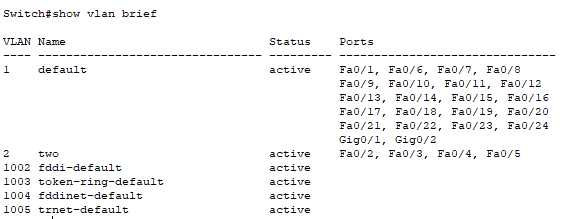 Switch#show vlan brief
VLAN Name                             Status    Ports
---- -------------------------------- --------- -------------------------------
1    default                          active    Fa0/1, Fa0/6, Fa0/7, Fa0/8
                                                Fa0/9, Fa0/10, Fa0/11, Fa0/12
                                                Fa0/13, Fa0/14, Fa0/15, Fa0/16
                                                Fa0/17, Fa0/18, Fa0/19, Fa0/20
                                                Fa0/21, Fa0/22, Fa0/23, Fa0/24
                                                Gig0/1, Gig0/2
2    two                              active    Fa0/2, Fa0/3, Fa0/4, Fa0/5
1002 fddi-default                     active
1003 token-ring-default               active
1004 fddinet-default                  active
1005 trnet-default                    active